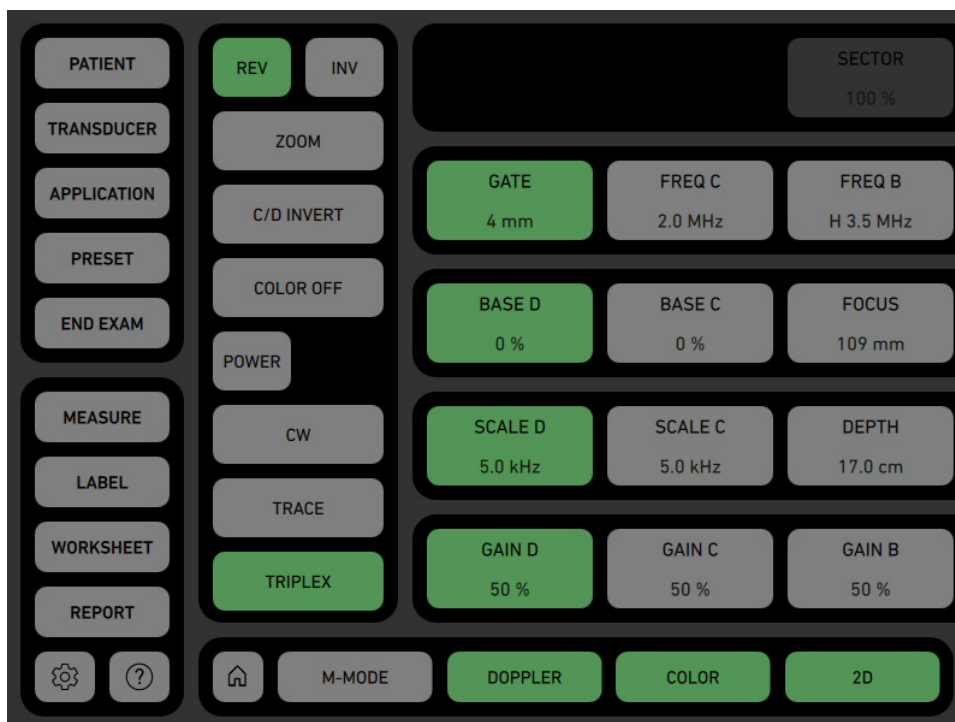 PATIENT
TRANSDUCER
APPLICATION
PRESET
END EXAM
MEASURE
LABEL
WORKSHEET
REPORT
?
REV INV
ZOOM
C/D INVERT
COLOR OFF
POWER
CW
TRACE
TRIPLEX
SECTOR
100 %
GATE FREQ C FREQ B
4 mm 2.0 MHz H 3.5 MHz
BASE D BASE C FOCUS
0 % 0 % 109 mm
SCALE D SCALE C DEPTH
5.0 kHz 5.0 kHz 17.0 cm
GAIN D GAIN C GAIN B
50 % 50 % 50 %
M-MODE DOPPLER COLOR 2D